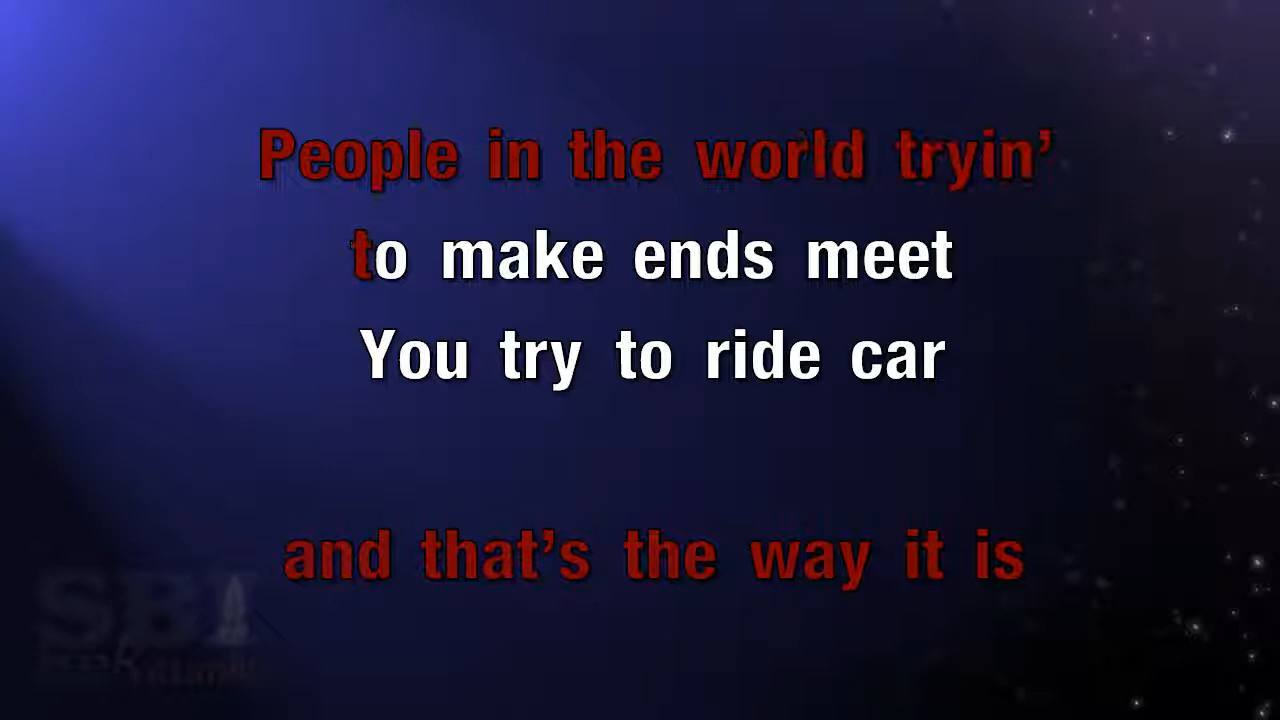 People in the world tryin’
to make ends meet
You try to ride car
and that’s the way it is
SBI